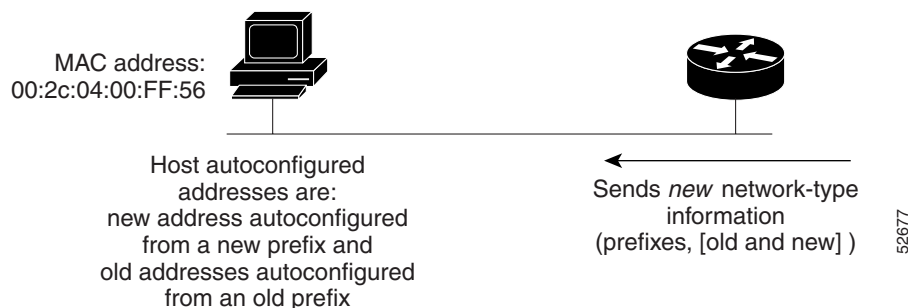 MAC address:
00:2c:04:00:FF:56
Host autoconfigured
addresses are:
new address autoconfigured
from a new prefix and
old addresses autoconfigured
from an old prefix
Sends new network-type
information
(prefixes, [old and new] )
52677